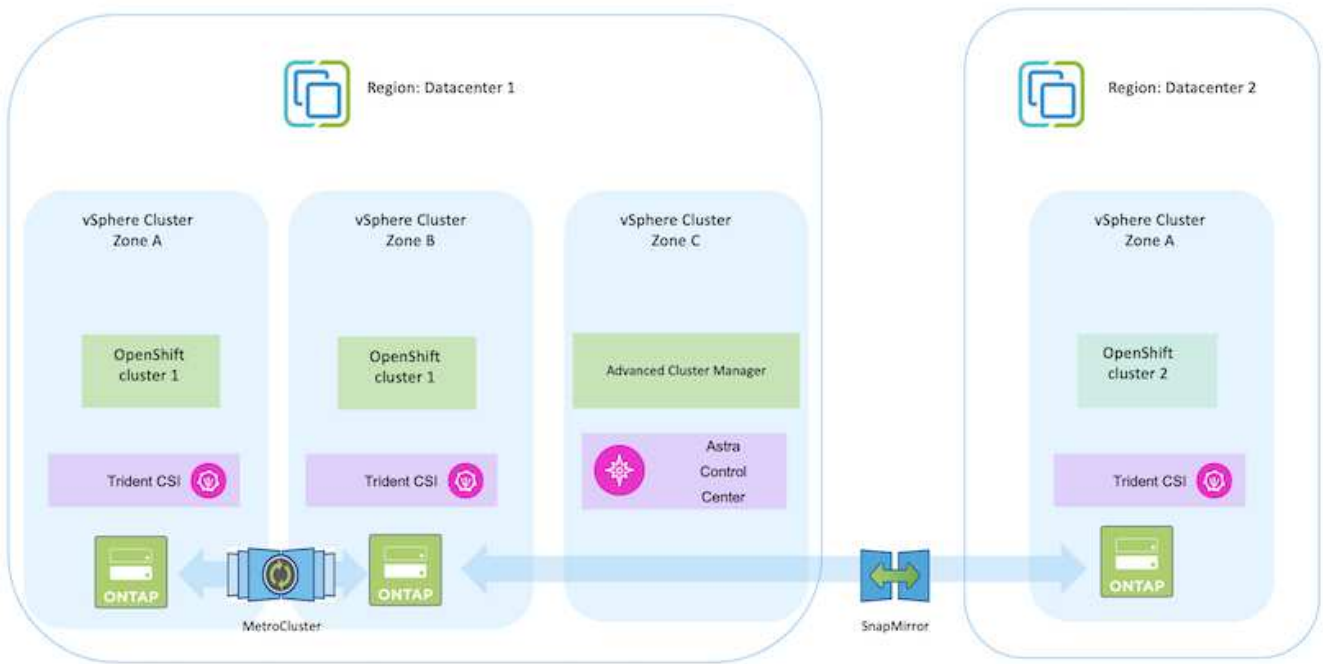 Region: Datacenter 1
Region: Datacenter 2
vSphere Cluster
Zone A
vSphere Cluster
Zone B
vSphere Cluster
Zone C
vSphere Cluster
Zone A
OpenShift
cluster 1
OpenShift
cluster 1
Advanced Cluster Manager
OpenShift
cluster 2
Trident CSI
Trident CSI
Astra
Control
Center
Trident CSI
ONTAP
ONTAP
ONTAP
MetroCluster
SnapMirror